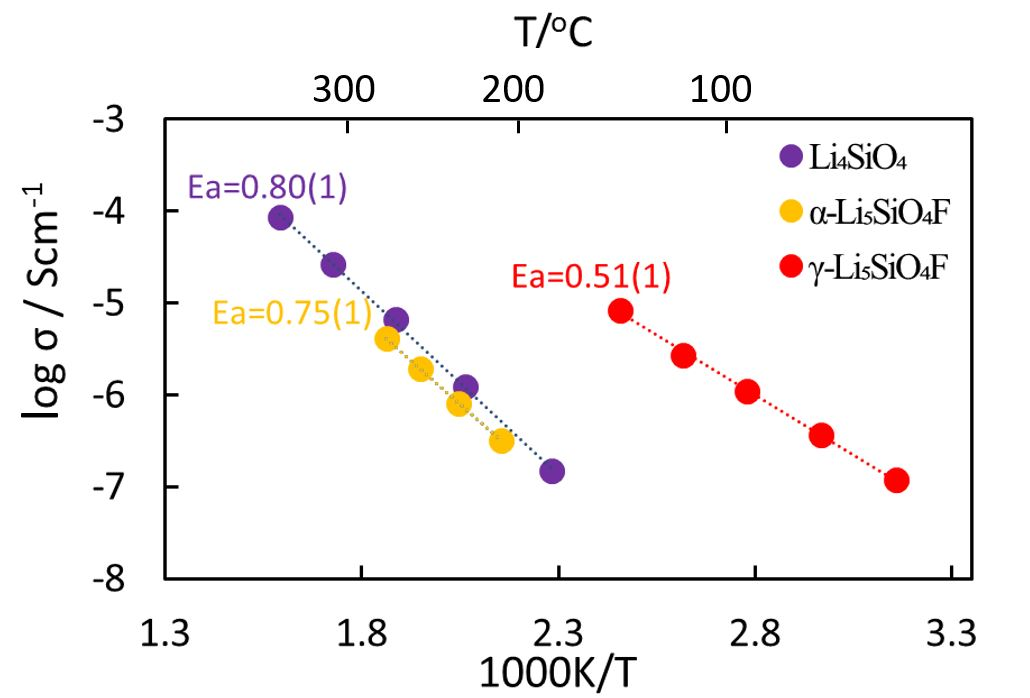 T/°C
300 200 100
-3
-4
-5
-6
-7
-8
log σ / Scm⁻¹
Ea=0.80(1)
Ea=0.75(1)
Ea=0.51(1)
Li₄SiO₄
α-Li₅SiO₄F
γ-Li₅SiO₄F
1.3 1.8 2.3 2.8 3.3
1000K/T